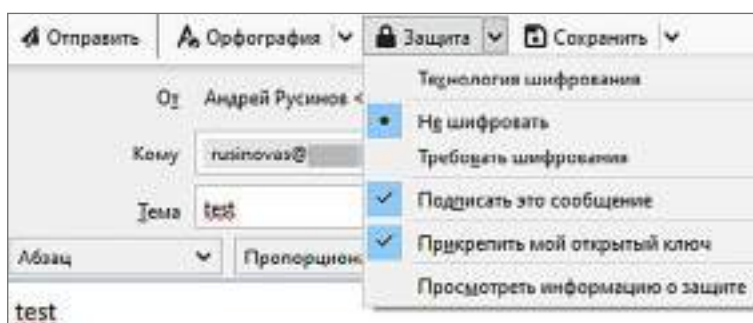 Отправить Орфография Защита Сохранить
Технология шифрования
От Андрей Русинов <
Не шифровать
Кому rusinovas@
Требовать шифрования
Тема test
Подписать это сообщение
Прикрепить мой открытый ключ
Абзац Пропорцион
Просмотреть информацию о защите
test